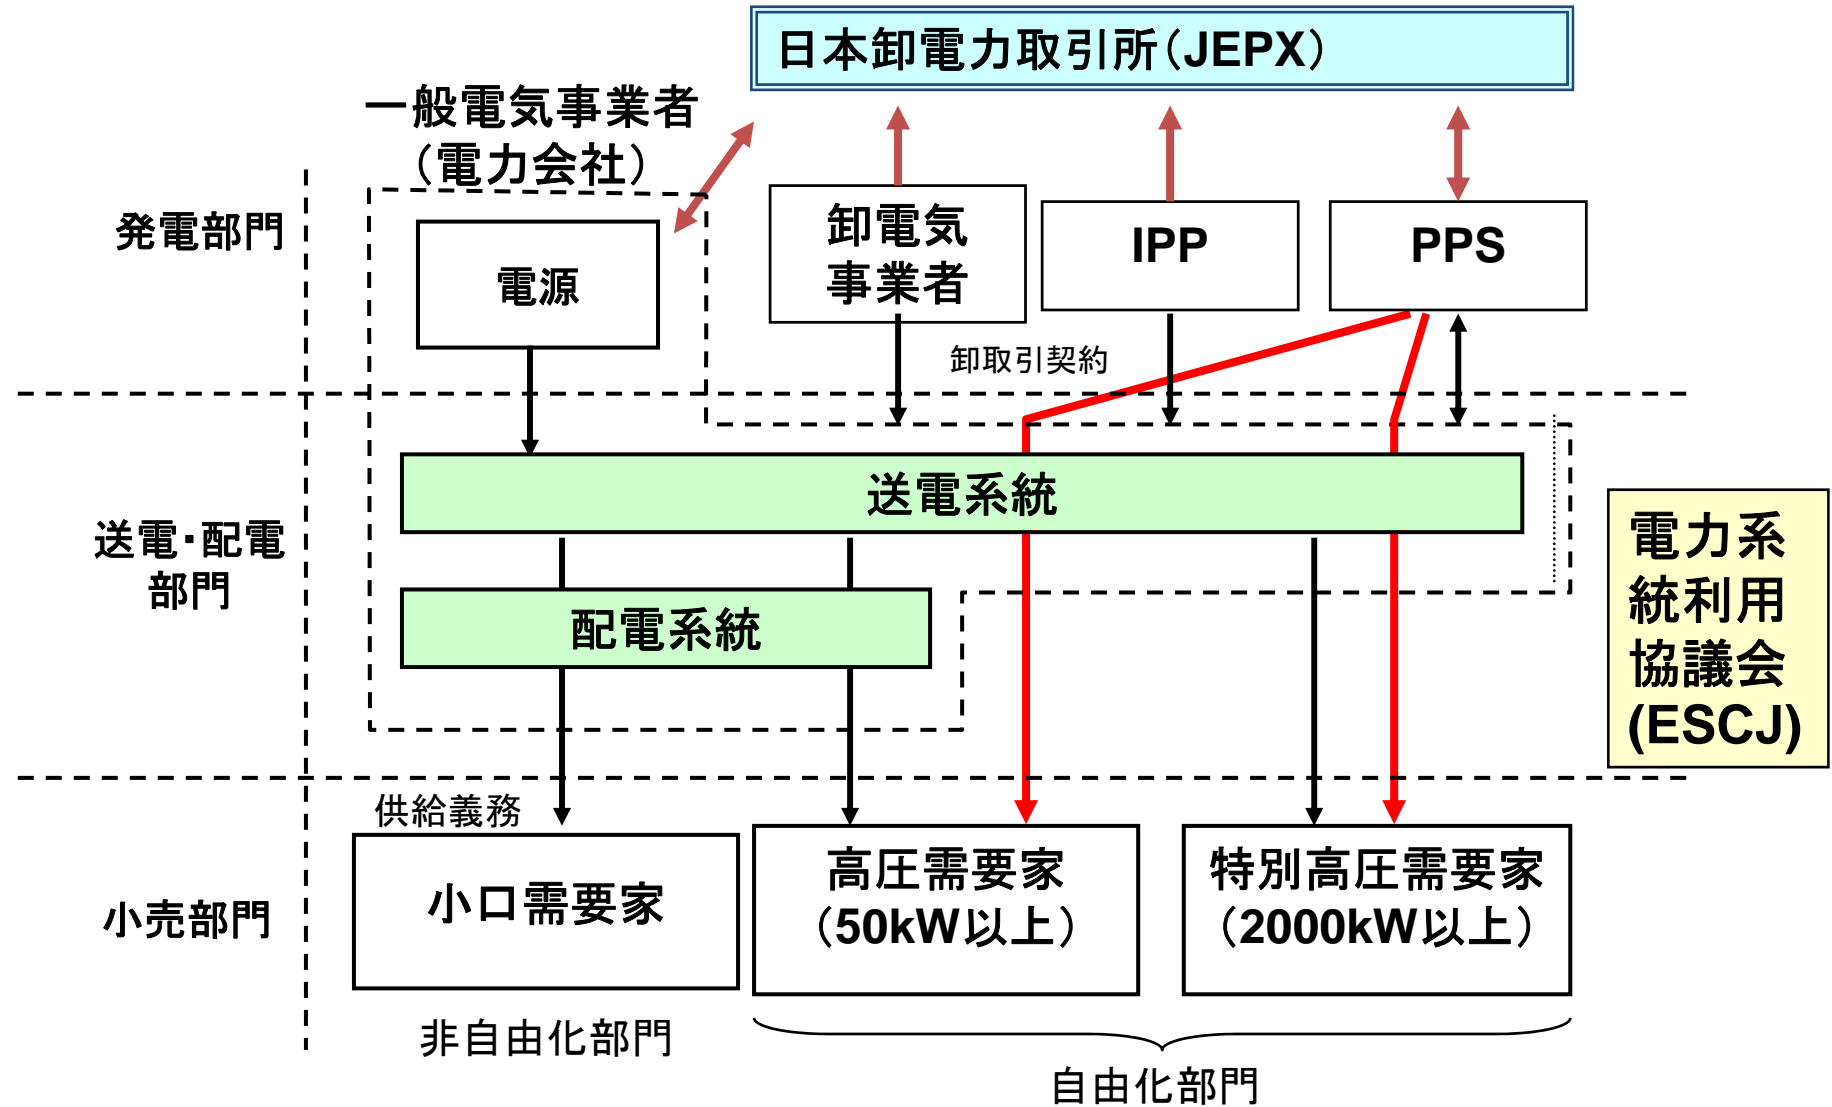 日本卸電力取引所（JEPX）
一般電気事業者
（電力会社）
発電部門
電源
卸電気
事業者
IPP
PPS
卸取引契約
送電系統
送電・配電
部門
配電系統
電力系
統利用
協議会
(ESCJ)
供給義務
小売部門
小口需要家
高圧需要家
（50kW以上）
特別高圧需要家
（2000kW以上）
非自由化部門
自由化部門